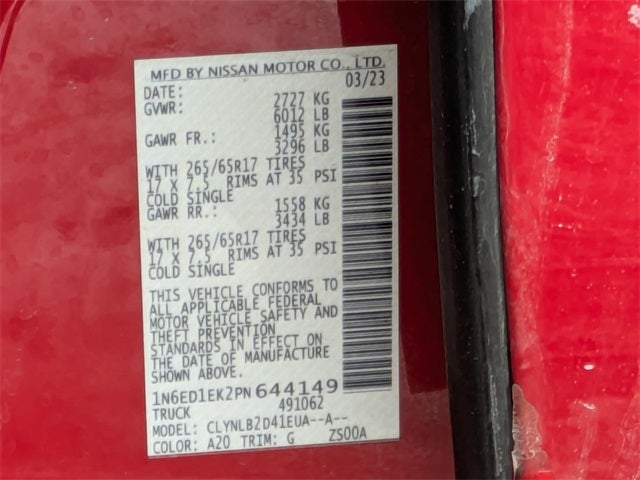 MFD BY NISSAN MOTOR CO., LTD.
DATE: 03/23
GVWR: 2727 KG
6012 LB
GAWR FR.: 1495 KG
3296 LB
WITH 265/65R17 TIRES
17 X 7.5 RIMS AT 35 PSI
COLD SINGLE
GAWR RR.: 1558 KG
3434 LB
WITH 265/65R17 TIRES
17 X 7.5 RIMS AT 35 PSI
COLD SINGLE
THIS VEHICLE CONFORMS TO
ALL APPLICABLE FEDERAL
MOTOR VEHICLE SAFETY AND
THEFT PREVENTION
STANDARDS IN EFFECT ON
THE DATE OF MANUFACTURE
SHOWN ABOVE.
1N6ED1EK2PN644149
TRUCK 491062
MODEL: CLYNLB2D41EUA--A--
COLOR: A20 TRIM: G ZS00A